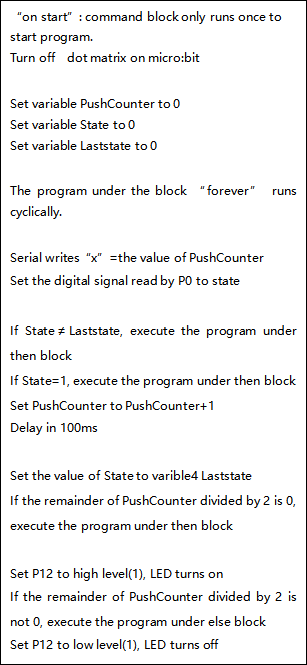 “on start”: command block only runs once to
start program.
Turn off dot matrix on micro:bit
Set variable PushCounter to 0
Set variable State to 0
Set variable Laststate to 0
The program under the block “forever” runs
cyclically.
Serial writes “x” =the value of PushCounter
Set the digital signal read by P0 to state
If State ≠ Laststate, execute the program under
then block
If State=1, execute the program under then block
Set PushCounter to PushCounter+1
Delay in 100ms
Set the value of State to varible4 Laststate
If the remainder of PushCounter divided by 2 is 0,
execute the program under then block
Set P12 to high level(1), LED turns on
If the remainder of PushCounter divided by 2 is
not 0, execute the program under else block
Set P12 to low level(1), LED turns off